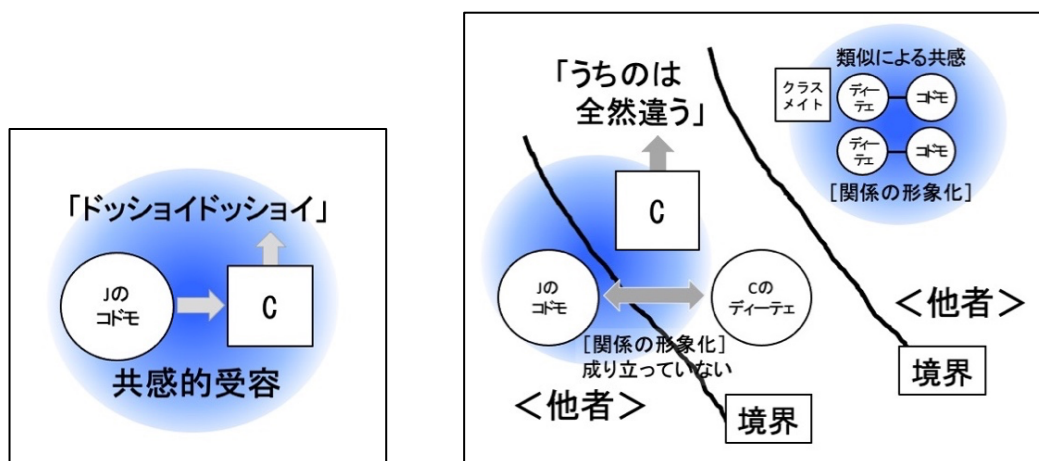 「ドッショイドッショイ」
Jの
コドモ
C
共感的受容
「うちのは
全然違う」
C
Jの
コドモ
Cの
ディーテェ
[関係の形象化]
成り立っていない
＜他者＞
境界
類似による共感
クラス
メイト
ディー
テェ
コドモ
ディー
テェ
コドモ
[関係の形象化]
＜他者＞
境界